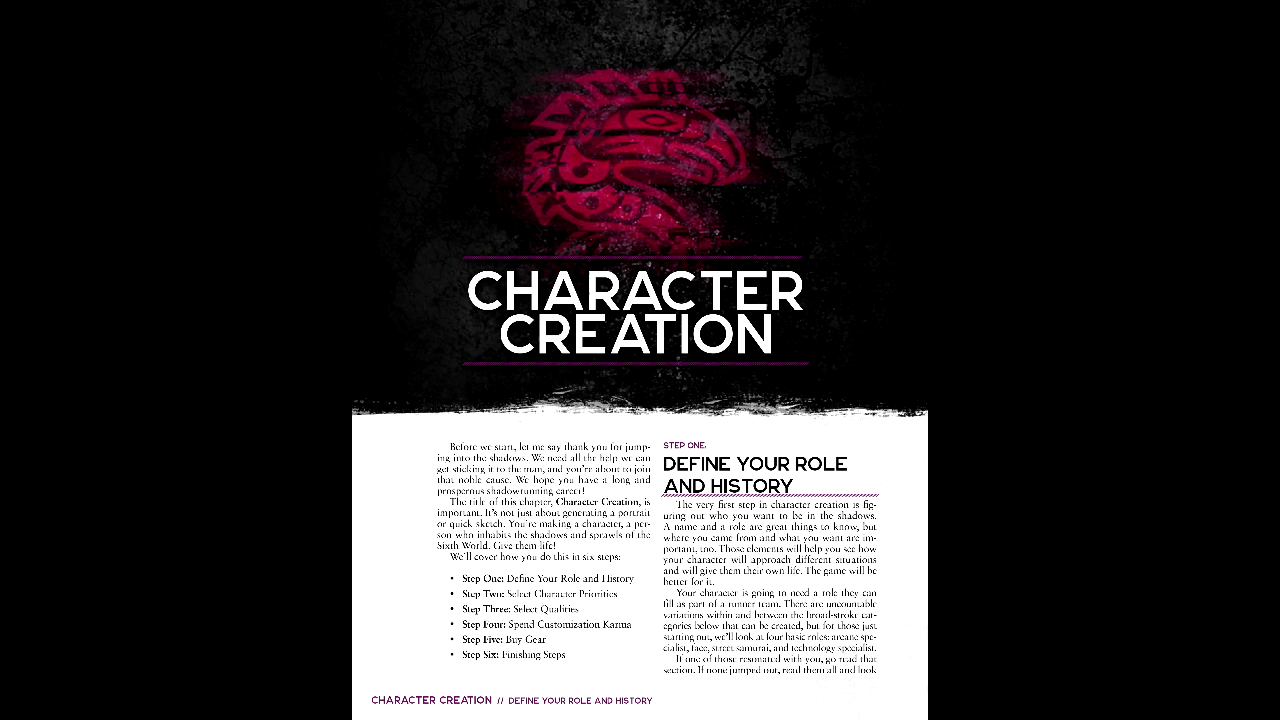 CHARACTER
CREATION
Before we start, let me say thank you for jump-
ing into the shadows. We need all the help we can
get sticking it to the man, and you're about to join
that noble cause. We hope you have a long and
prosperous shadowrunning career!
The title of this chapter, Character Creation, is
important. It's not just about generating a portrait
or quick sketch. You're making a character, a per-
son who inhabits the shadows and sprawls of the
Sixth World. Give them life!
We'll cover how you do this in six steps:
• Step One: Define Your Role and History
• Step Two: Select Character Priorities
• Step Three: Select Qualities
• Step Four: Spend Customization Karma
• Step Five: Buy Gear
• Step Six: Finishing Steps
STEP ONE:
DEFINE YOUR ROLE
AND HISTORY
The very first step in character creation is fig-
uring out who you want to be in the shadows.
A name and a role are great things to know, but
where you came from and what you want are im-
portant, too. Those elements will help you see how
your character will approach different situations
and will give them their own life. The game will be
better for it.
Your character is going to need a role they can
fill as part of a runner team. There are uncountable
variations within and between the broad-stroke cat-
egories below that can be created, but for those just
starting out, we'll look at four basic roles: arcane spe-
cialist, face, street samurai, and technology specialist.
If one of those resonated with you, go read that
section. If none jumped out, read them all and look
CHARACTER CREATION // DEFINE YOUR ROLE AND HISTORY